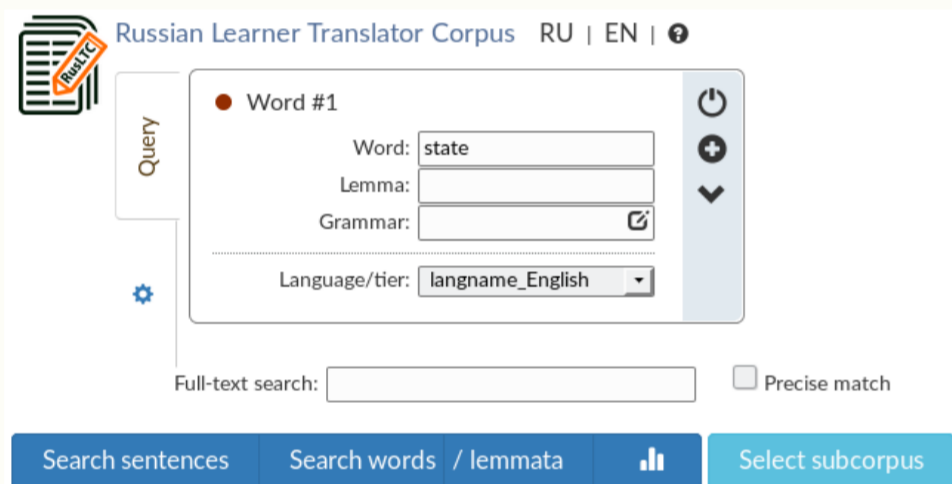 RusLTC
Russian Learner Translator Corpus RU | EN | ?
Query
Word #1
Word: state
Lemma:
Grammar:
Language/tier: langname_English
Full-text search:
Precise match
Search sentences Search words / lemmata Select subcorpus